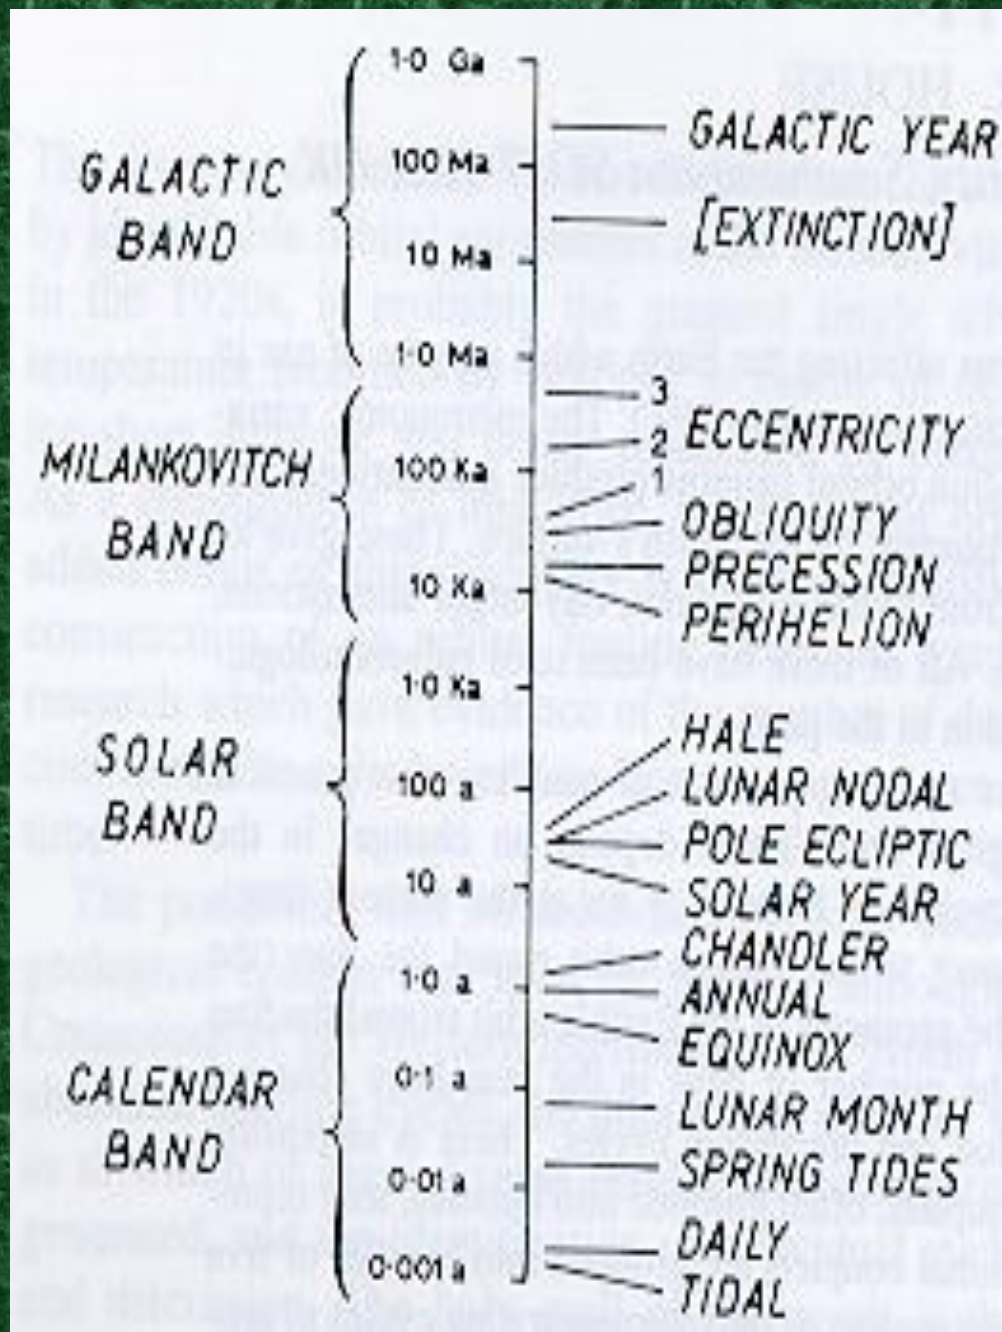 1·0 Ga
GALACTIC YEAR
100 Ma
GALACTIC
BAND
[EXTINCTION]
10 Ma
1·0 Ma
3
2
ECCENTRICITY
1
MILANKOVITCH
BAND
100 Ka
OBLIQUITY
PRECESSION
10 Ka
PERIHELION
1·0 Ka
SOLAR
BAND
HALE
100 a
LUNAR NODAL
POLE ECLIPTIC
10 a
SOLAR YEAR
CHANDLER
1·0 a
ANNUAL
EQUINOX
CALENDAR
BAND
0·1 a
LUNAR MONTH
0·01 a
SPRING TIDES
DAILY
0·001 a
TIDAL